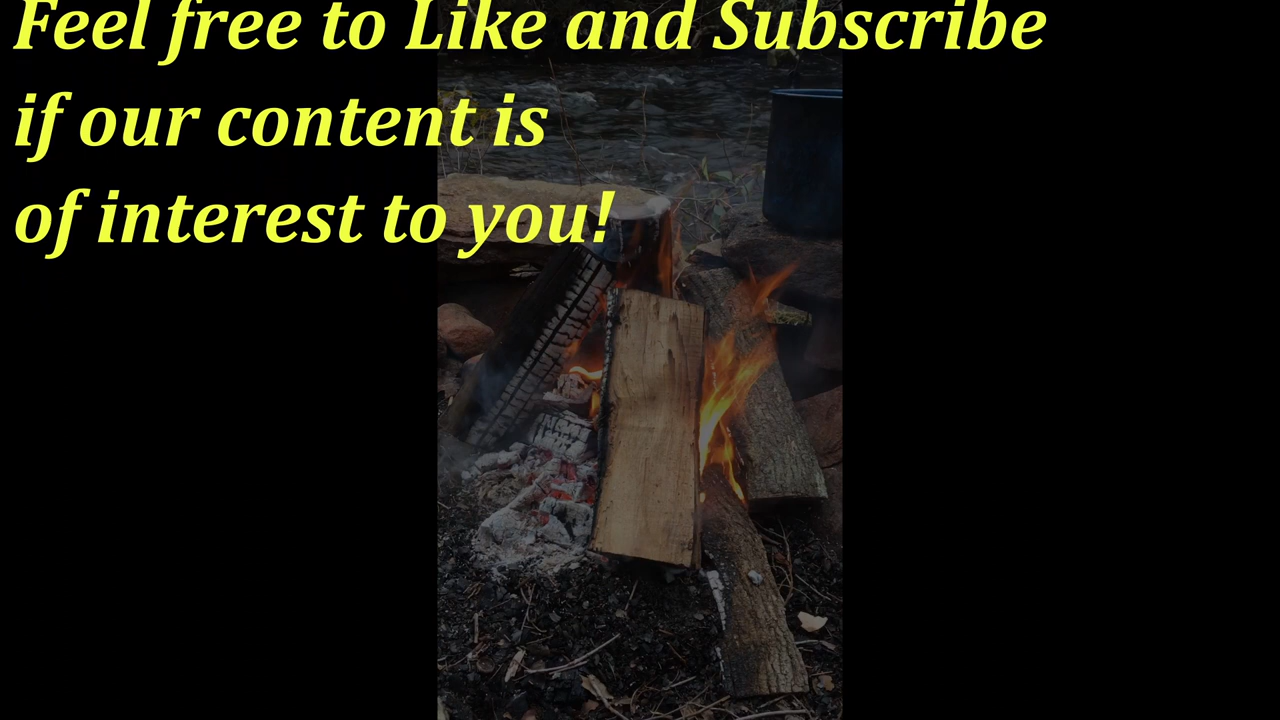 Feel free to Like and Subscribe
if our content is
of interest to you!